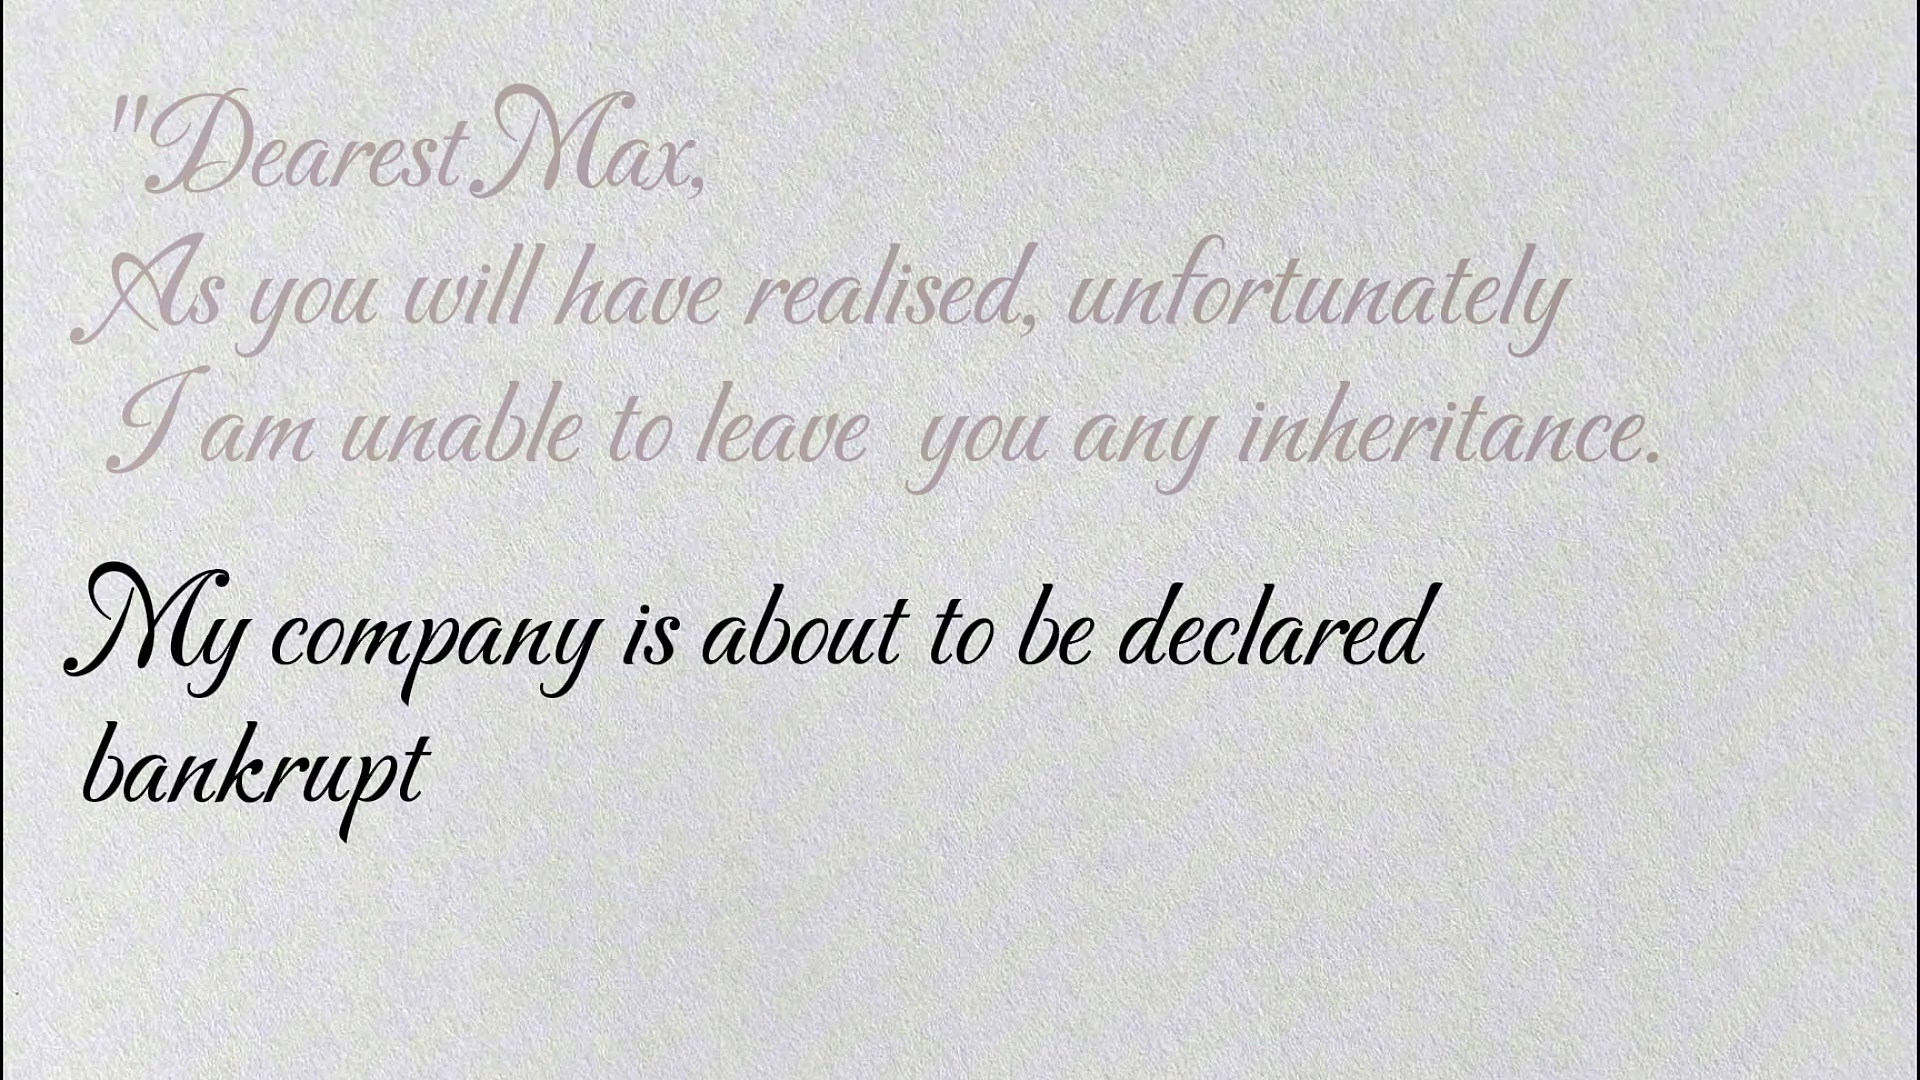 "Dearest Max,
As you will have realised, unfortunately
I am unable to leave  you any inheritance.
My company is about to be declared
bankrupt